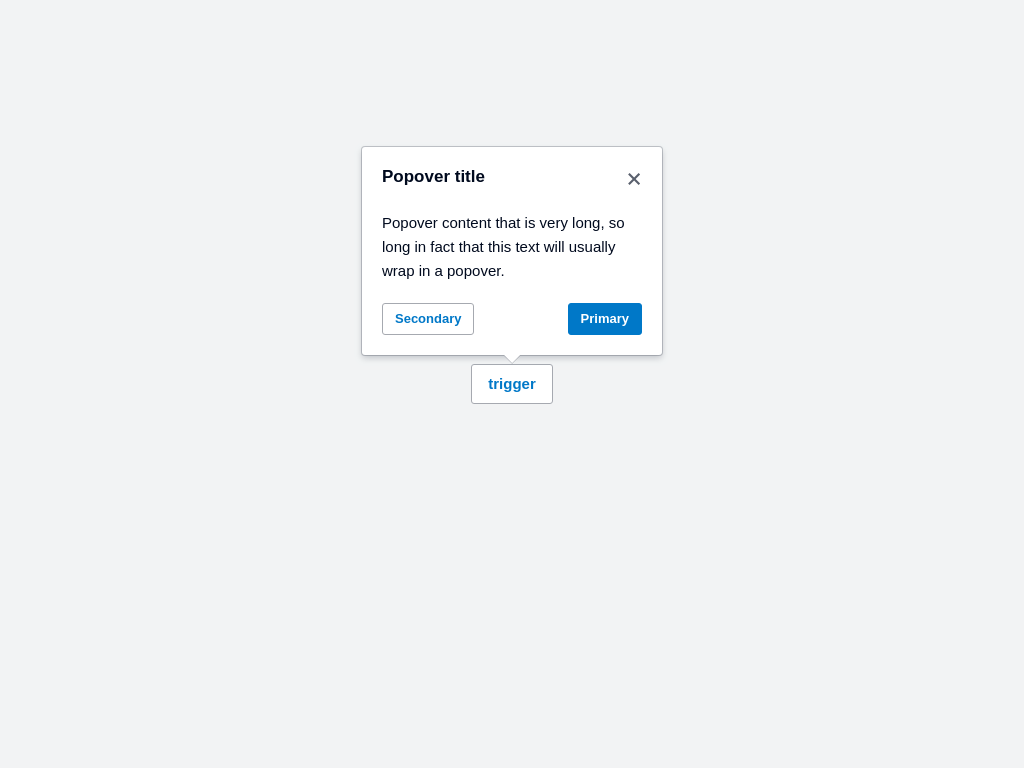 Popover title
Popover content that is very long, so
long in fact that this text will usually
wrap in a popover.
Secondary
Primary
trigger